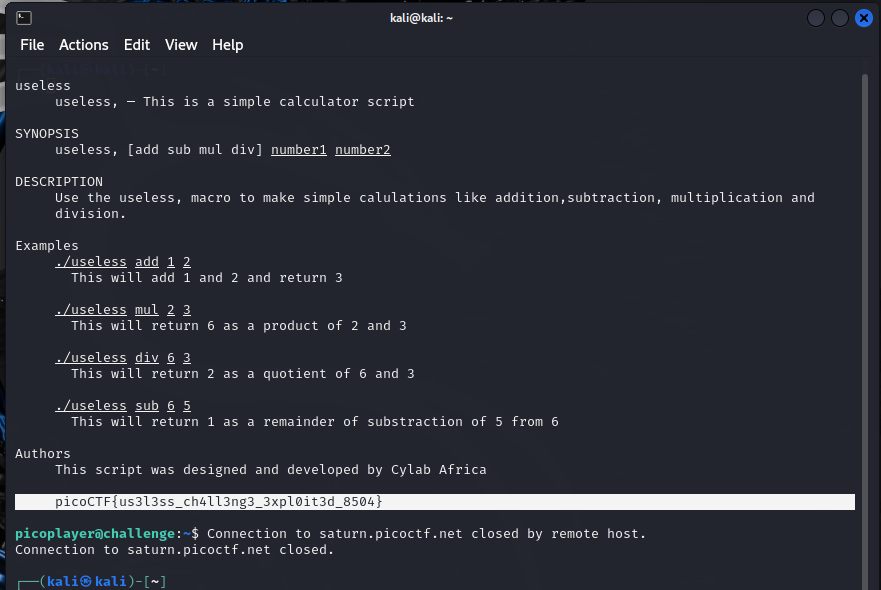 kali@kali: ~
File Actions Edit View Help
useless
useless, — This is a simple calculator script
SYNOPSIS
useless, [add sub mul div] number1 number2
DESCRIPTION
Use the useless, macro to make simple calulations like addition,subtraction, multiplication and
division.
Examples
./useless add 1 2
This will add 1 and 2 and return 3
./useless mul 2 3
This will return 6 as a product of 2 and 3
./useless div 6 3
This will return 2 as a quotient of 6 and 3
./useless sub 6 5
This will return 1 as a remainder of substraction of 5 from 6
Authors
This script was designed and developed by Cylab Africa
picoCTF{us3l3ss_ch4ll3ng3_3xpl0it3d_8504}
picoplayer@challenge:~$ Connection to saturn.picoctf.net closed by remote host.
Connection to saturn.picoctf.net closed.
┌──(kali㉿kali)-[~]